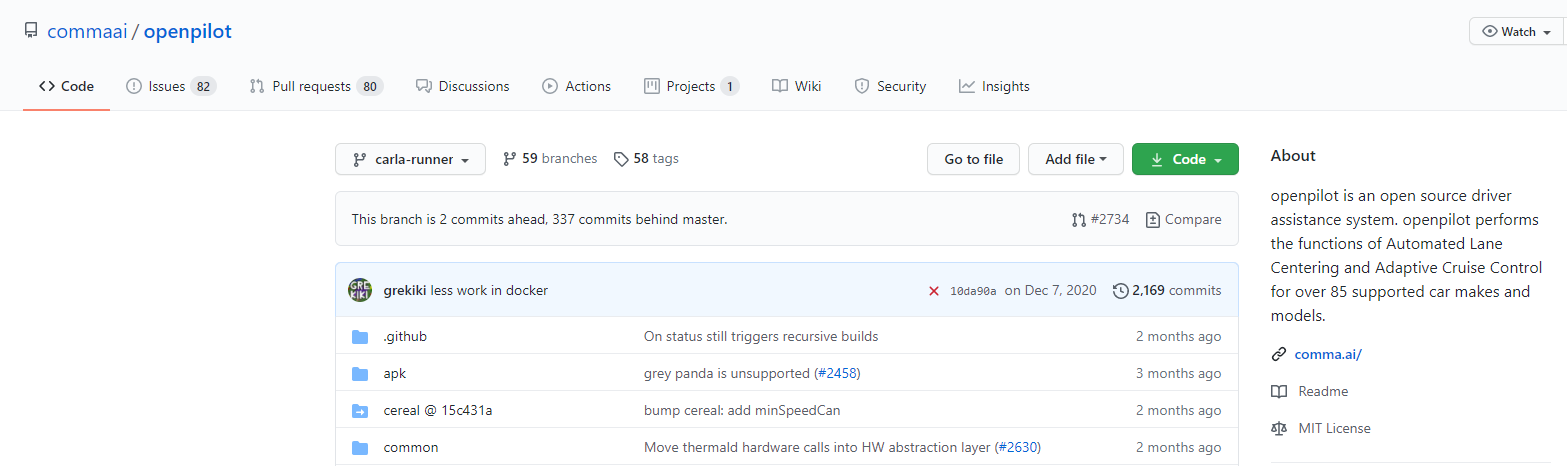 commaai / openpilot
Watch
Code Issues 82 Pull requests 80 Discussions Actions Projects 1 Wiki Security Insights
carla-runner 59 branches 58 tags Go to file Add file Code
This branch is 2 commits ahead, 337 commits behind master. #2734 Compare
GRE
KIKI
grekiki less work in docker 10da90a on Dec 7, 2020 2,169 commits
.github On status still triggers recursive builds 2 months ago
apk grey panda is unsupported (#2458) 3 months ago
cereal @ 15c431a bump cereal: add minSpeedCan 2 months ago
common Move thermald hardware calls into HW abstraction layer (#2630) 2 months ago
About
openpilot is an open source driver
assistance system. openpilot performs
the functions of Automated Lane
Centering and Adaptive Cruise Control
for over 85 supported car makes and
models.
comma.ai/
Readme
MIT License